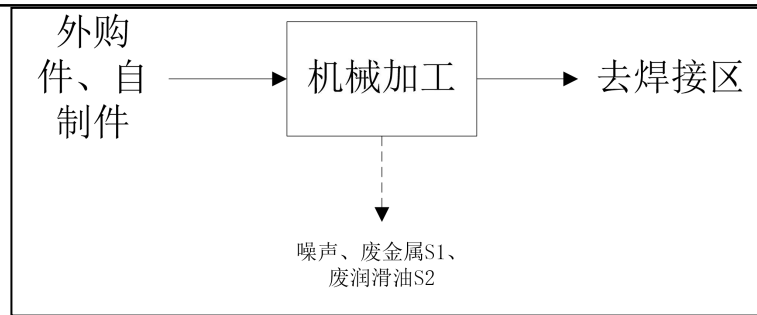 外购
件、自
制件
机械加工
去焊接区
噪声、废金属S1、
废润滑油S2